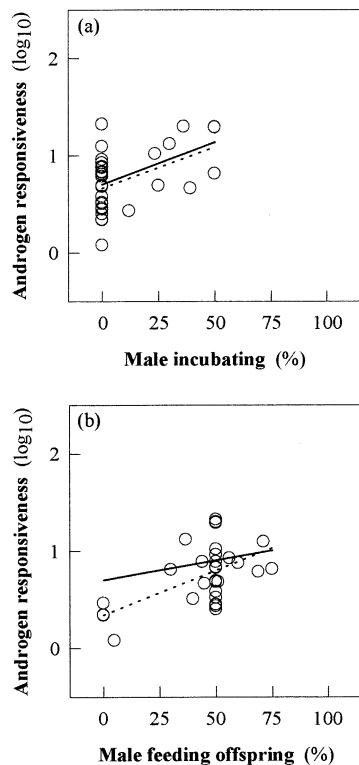 (a)
Androgen responsiveness (log10)
2
1
0
0 25 50 75 100
Male incubating (%)
(b)
Androgen responsiveness (log10)
2
1
0
0 25 50 75 100
Male feeding offspring (%)